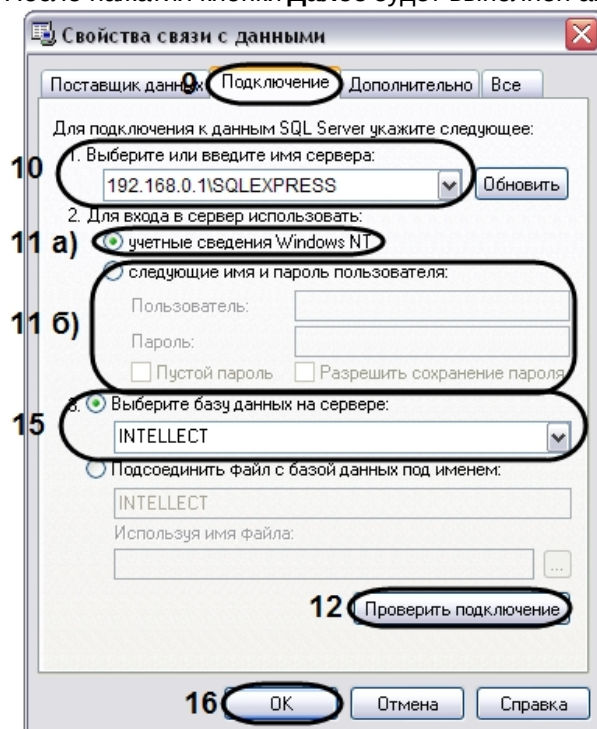 После нажатия кнопки Далее будет выполнен а
Свойства связи с данными
Поставщик данных Подключение Дополнительно Все
9
Для подключения к данным SQL Server укажите следующее:
10
1. Выберите или введите имя сервера:
192.168.0.1\SQLEXPRESS Обновить
2. Для входа в сервер использовать:
11 а) учетные сведения Windows NT
следующие имя и пароль пользователя:
Пользователь:
11 б)
Пароль:
Пустой пароль Разрешить сохранение пароля
3. Выберите базу данных на сервере:
15
INTELLECT
Подсоединить файл с базой данных под именем:
INTELLECT
Используя имя файла:
...
12 Проверить подключение
16 OK Отмена Справка